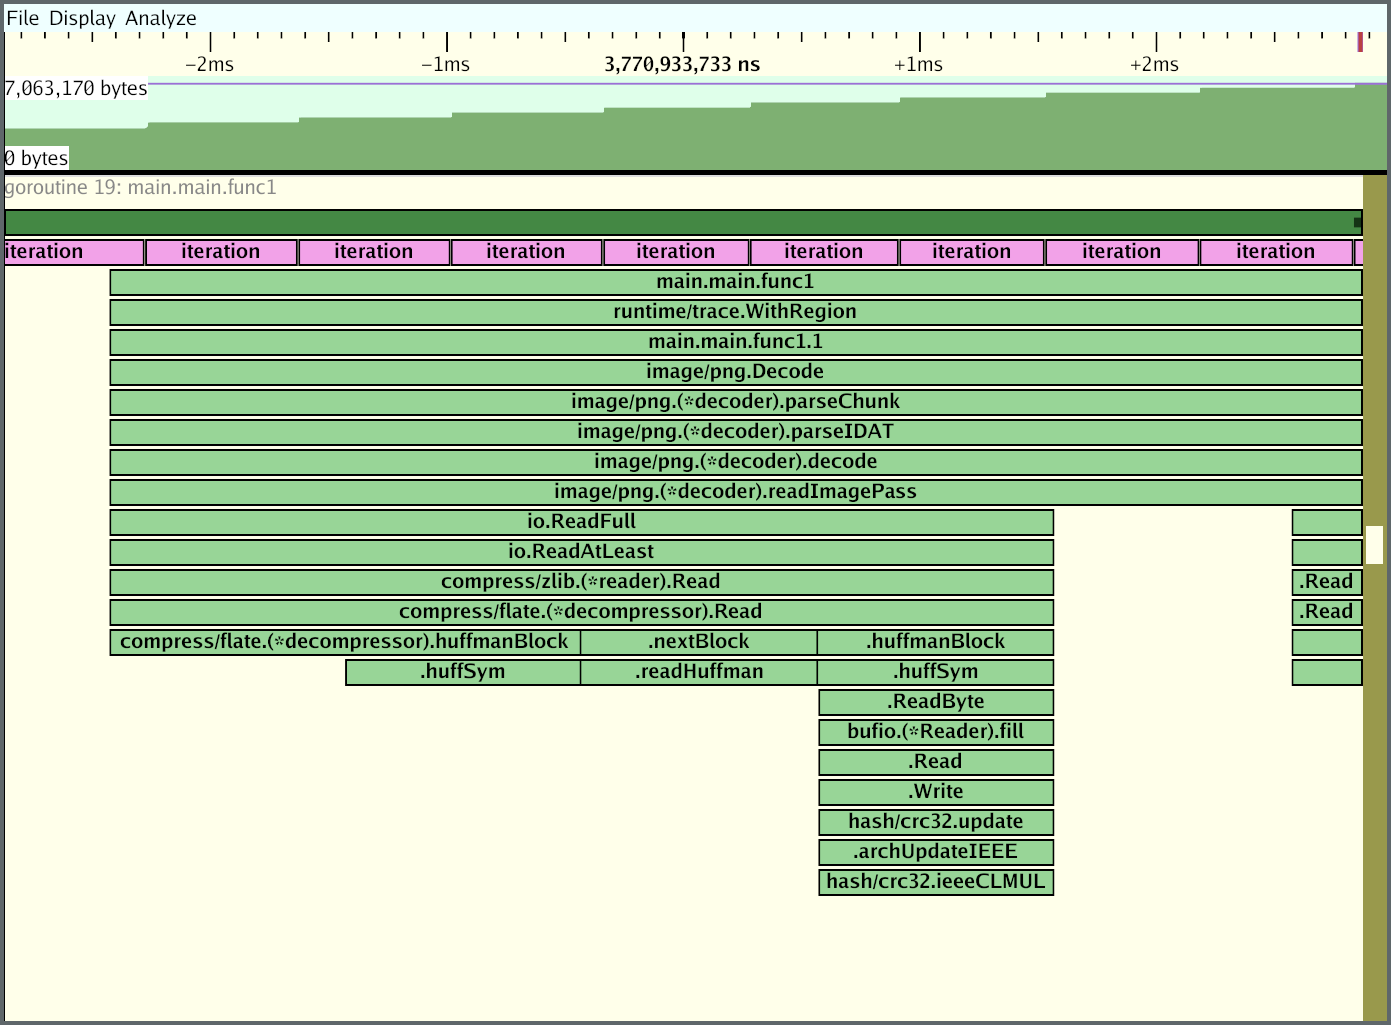 File Display Analyze
−2ms −1ms 3,770,933,733 ns +1ms +2ms
7,063,170 bytes
0 bytes
goroutine 19: main.main.func1
iteration iteration iteration iteration iteration iteration iteration iteration iteration
main.main.func1
runtime/trace.WithRegion
main.main.func1.1
image/png.Decode
image/png.(*decoder).parseChunk
image/png.(*decoder).parseIDAT
image/png.(*decoder).decode
image/png.(*decoder).readImagePass
io.ReadFull
io.ReadAtLeast
compress/zlib.(*reader).Read .Read
compress/flate.(*decompressor).Read .Read
compress/flate.(*decompressor).huffmanBlock .nextBlock .huffmanBlock
.huffSym .readHuffman .huffSym
.ReadByte
bufio.(*Reader).fill
.Read
.Write
hash/crc32.update
.archUpdateIEEE
hash/crc32.ieeeCLMUL